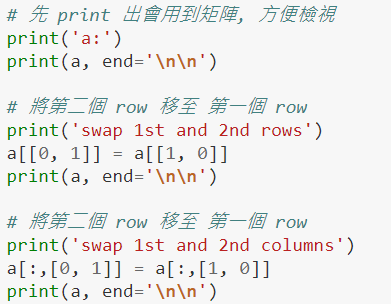 # 先 print 出會用到矩陣, 方便檢視
print('a:')
print(a, end='\n\n')
# 將第二個 row 移至 第一個 row
print('swap 1st and 2nd rows')
a[[0, 1]] = a[[1, 0]]
print(a, end='\n\n')
# 將第二個 row 移至 第一個 row
print('swap 1st and 2nd columns')
a[:,[0, 1]] = a[:,[1, 0]]
print(a, end='\n\n')